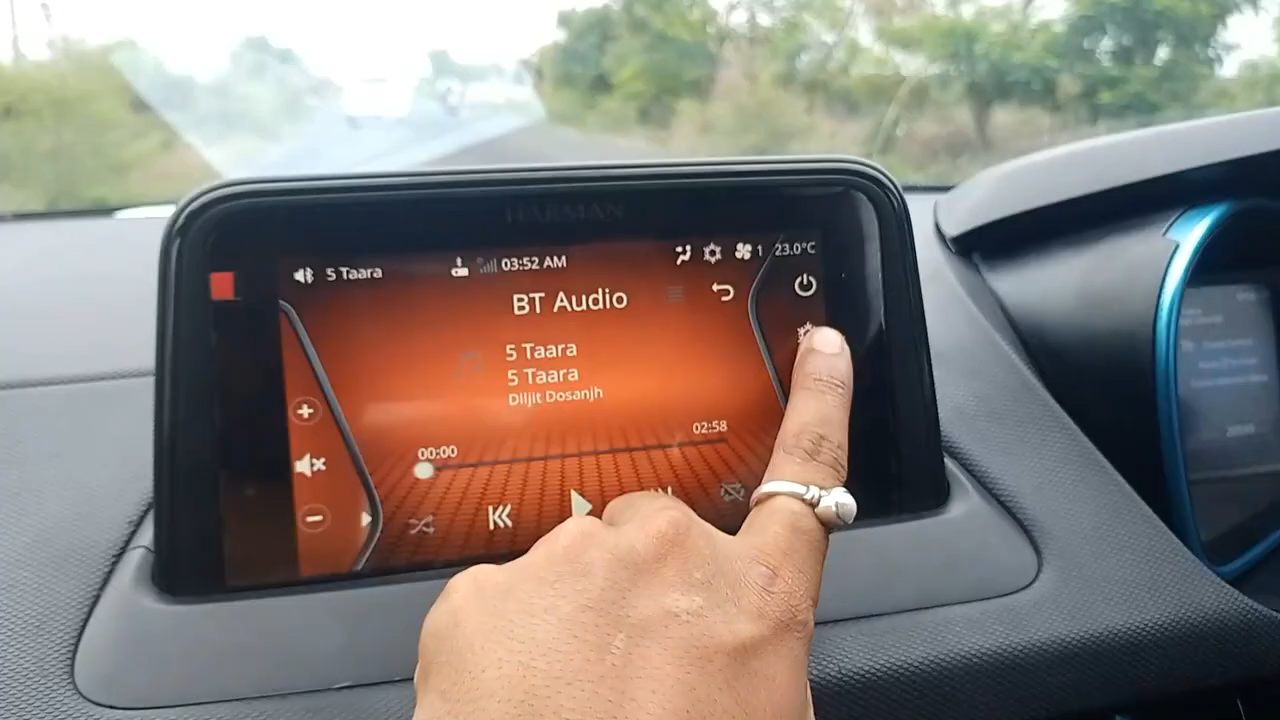 HARMAN
5 Taara 03:52 AM 1 23.0°C
BT Audio
5 Taara
5 Taara
Diljit Dosanjh
00:00 02:58